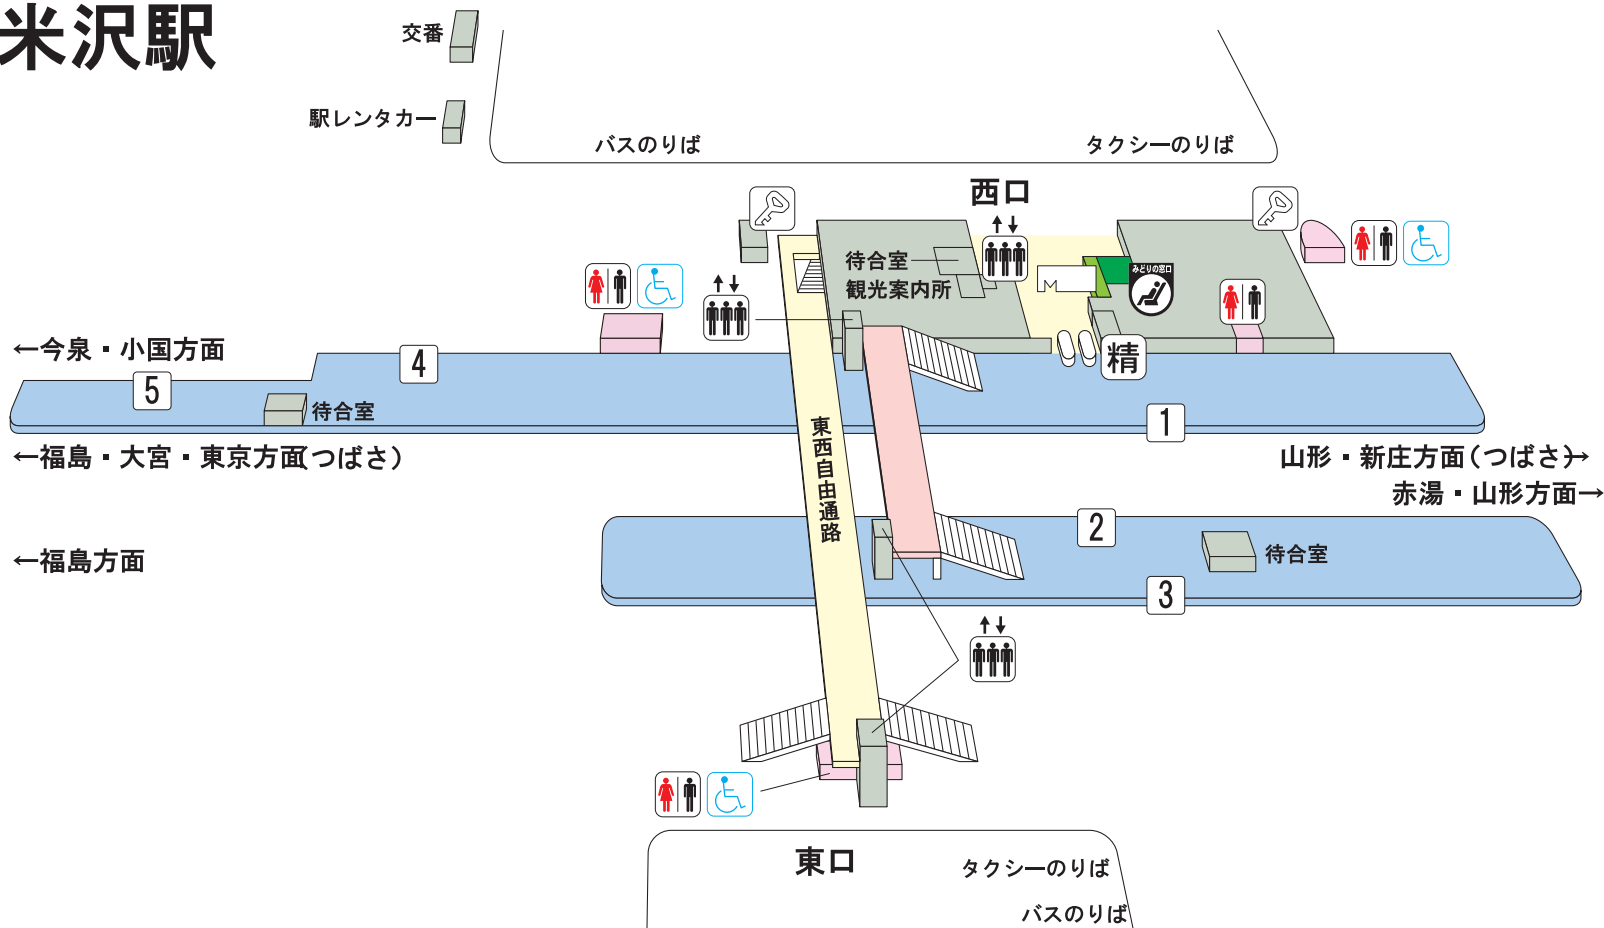 米沢駅
交番
駅レンタカー
バスのりば
タクシーのりば
西口
待合室
観光案内所
みどりの窓口
精
←今泉・小国方面
4
5
待合室
1
東西自由通路
←福島・大宮・東京方面(つばさ)
山形・新庄方面(つばさ)→
赤湯・山形方面→
2
←福島方面
待合室
3
東口
タクシーのりば
バスのりば